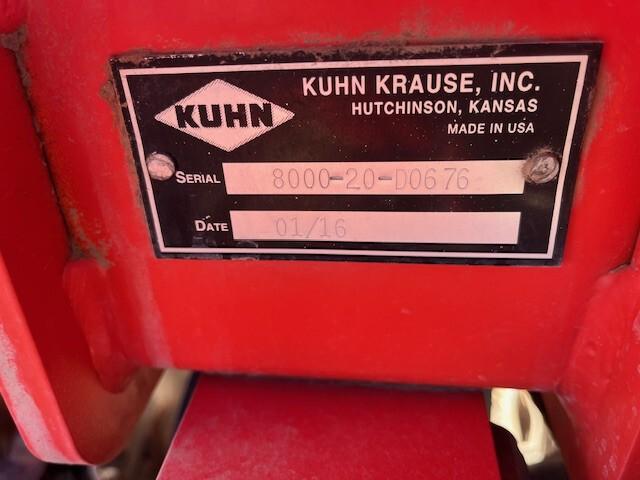 KUHN
KUHN KRAUSE, INC.
HUTCHINSON, KANSAS
MADE IN USA
SERIAL 8000-20-D0676
DATE 01/16